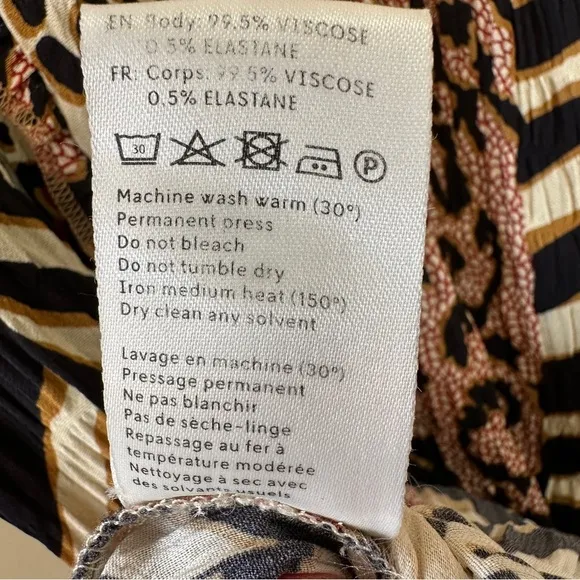 EN: Body: 99.5% VISCOSE
0.5% ELASTANE
FR: Corps: 99.5% VISCOSE
0.5% ELASTANE
30 P
Machine wash warm (30°)
Permanent press
Do not bleach
Do not tumble dry
Iron medium heat (150°)
Dry clean any solvent
Lavage en machine (30°)
Pressage permanent
Ne pas blanchir
Pas de sèche-linge
Repassage au fer à
température modérée
Nettoyage à sec avec
des solvants usuels